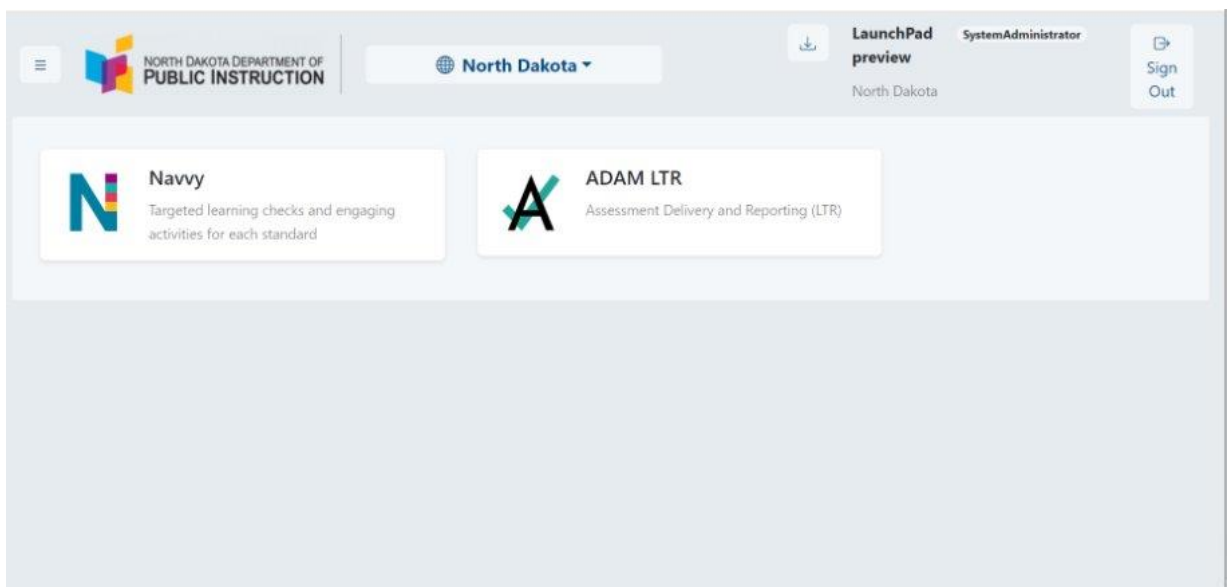 NORTH DAKOTA DEPARTMENT OF
PUBLIC INSTRUCTION
North Dakota
LaunchPad
preview
SystemAdministrator
North Dakota
Sign
Out
Navvy
Targeted learning checks and engaging
activities for each standard
ADAM LTR
Assessment Delivery and Reporting (LTR)